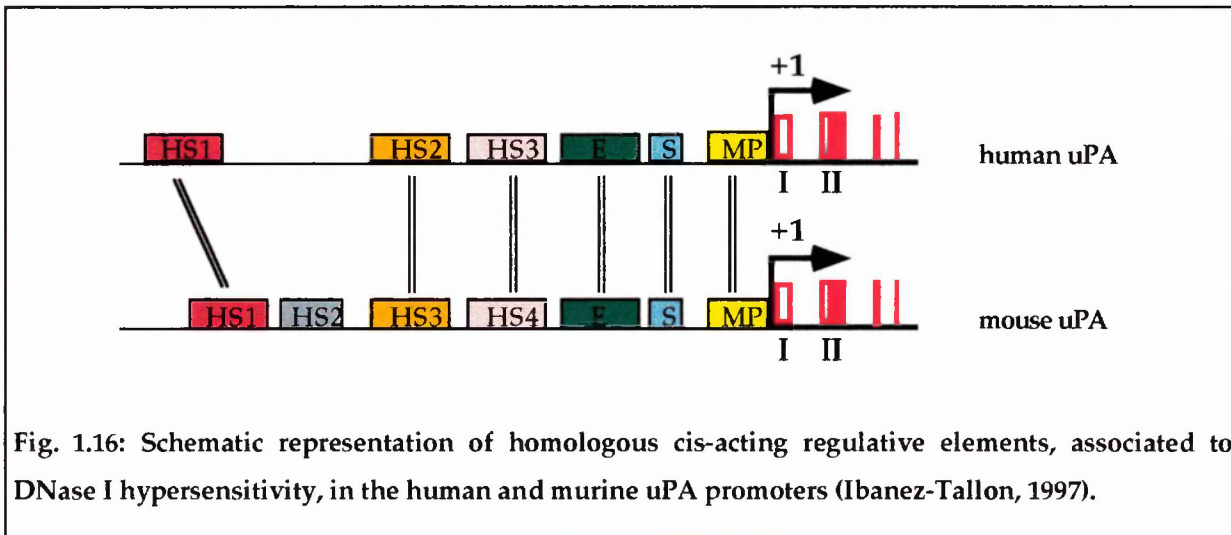 +1
HS1 HS2 HS3 E S MP human uPA
I II
+1
HS1 HS2 HS3 HS4 E S MP mouse uPA
I II
Fig. 1.16: Schematic representation of homologous cis-acting regulative elements, associated to
DNase I hypersensitivity, in the human and murine uPA promoters (Ibanez-Tallon, 1997).